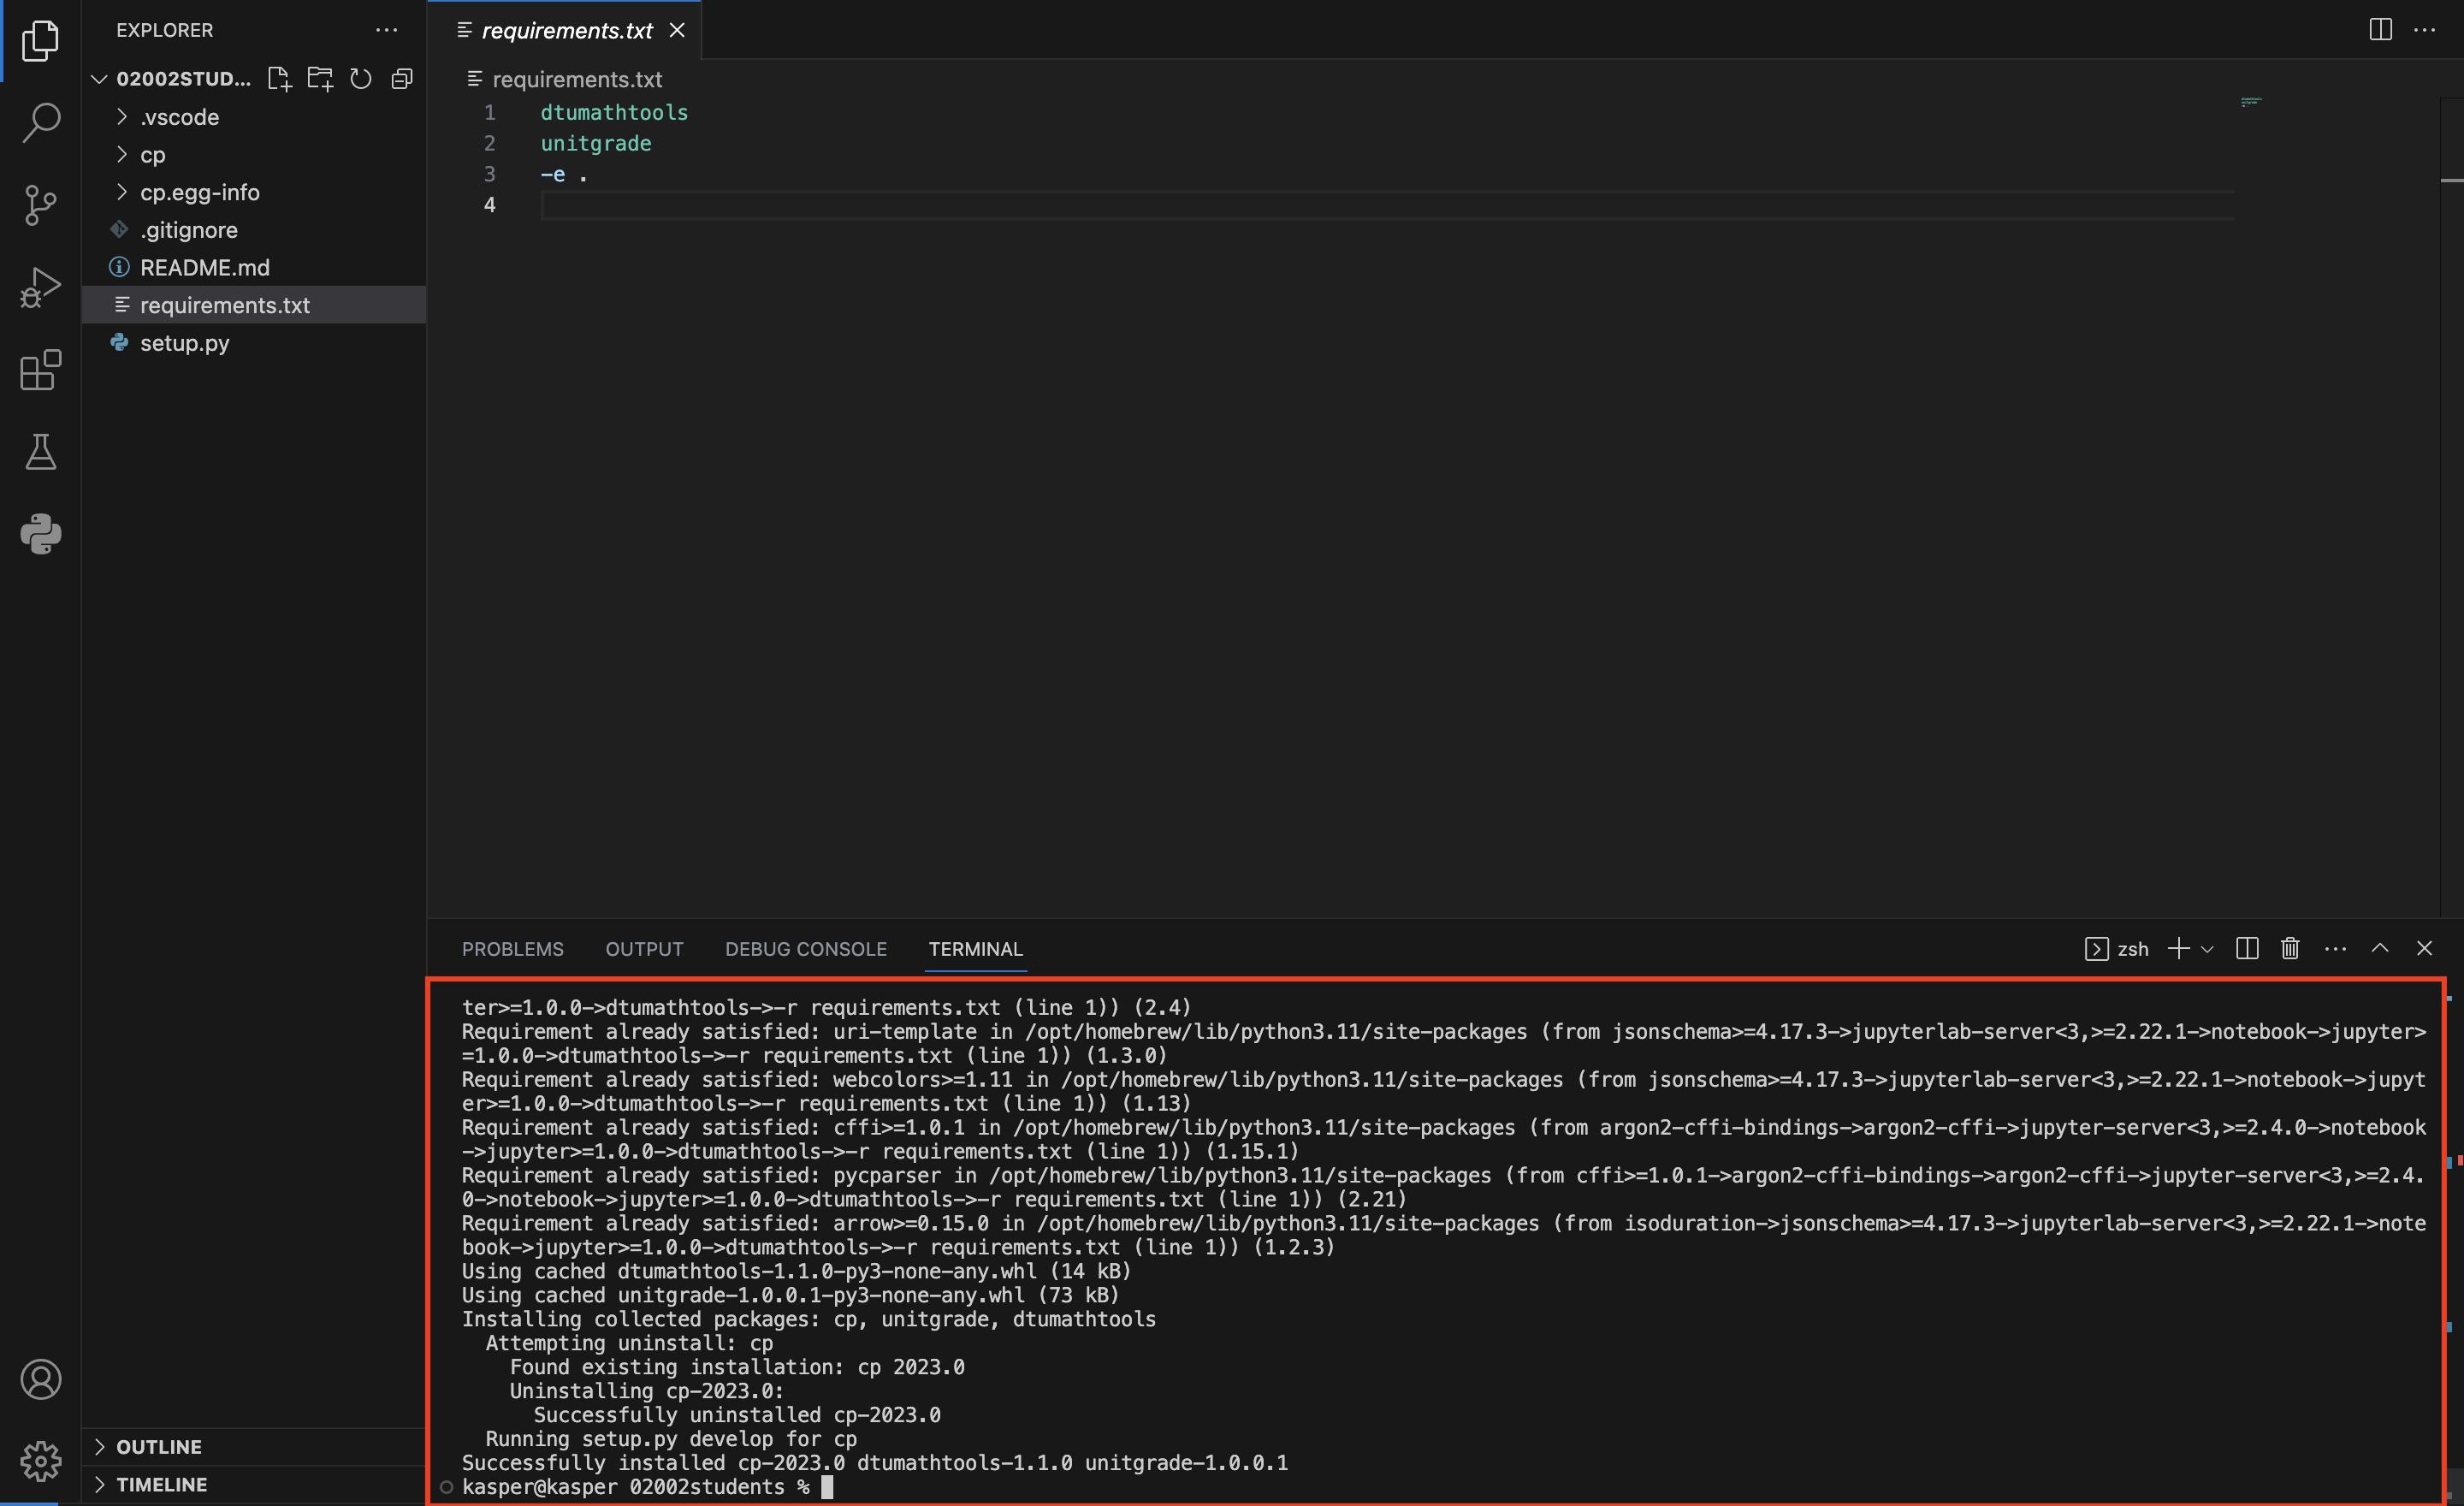 EXPLORER
02002STUD...
.vscode
cp
cp.egg-info
.gitignore
README.md
requirements.txt
setup.py
OUTLINE
TIMELINE
requirements.txt
requirements.txt
1 dtumathtools
2 unitgrade
3 -e .
4
PROBLEMS OUTPUT DEBUG CONSOLE TERMINAL zsh
ter>=1.0.0->dtumathtools->-r requirements.txt (line 1)) (2.4)
Requirement already satisfied: uri-template in /opt/homebrew/lib/python3.11/site-packages (from jsonschema>=4.17.3->jupyterlab-server<3,>=2.22.1->notebook->jupyter>
=1.0.0->dtumathtools->-r requirements.txt (line 1)) (1.3.0)
Requirement already satisfied: webcolors>=1.11 in /opt/homebrew/lib/python3.11/site-packages (from jsonschema>=4.17.3->jupyterlab-server<3,>=2.22.1->notebook->jupyt
er>=1.0.0->dtumathtools->-r requirements.txt (line 1)) (1.13)
Requirement already satisfied: cffi>=1.0.1 in /opt/homebrew/lib/python3.11/site-packages (from argon2-cffi-bindings->argon2-cffi->jupyter-server<3,>=2.4.0->notebook
->jupyter>=1.0.0->dtumathtools->-r requirements.txt (line 1)) (1.15.1)
Requirement already satisfied: pycparser in /opt/homebrew/lib/python3.11/site-packages (from cffi>=1.0.1->argon2-cffi-bindings->argon2-cffi->jupyter-server<3,>=2.4.
0->notebook->jupyter>=1.0.0->dtumathtools->-r requirements.txt (line 1)) (2.21)
Requirement already satisfied: arrow>=0.15.0 in /opt/homebrew/lib/python3.11/site-packages (from isoduration->jsonschema>=4.17.3->jupyterlab-server<3,>=2.22.1->note
book->jupyter>=1.0.0->dtumathtools->-r requirements.txt (line 1)) (1.2.3)
Using cached dtumathtools-1.1.0-py3-none-any.whl (14 kB)
Using cached unitgrade-1.0.0.1-py3-none-any.whl (73 kB)
Installing collected packages: cp, unitgrade, dtumathtools
Attempting uninstall: cp
Found existing installation: cp 2023.0
Uninstalling cp-2023.0:
Successfully uninstalled cp-2023.0
Running setup.py develop for cp
Successfully installed cp-2023.0 dtumathtools-1.1.0 unitgrade-1.0.0.1
kasper@kasper 02002students %